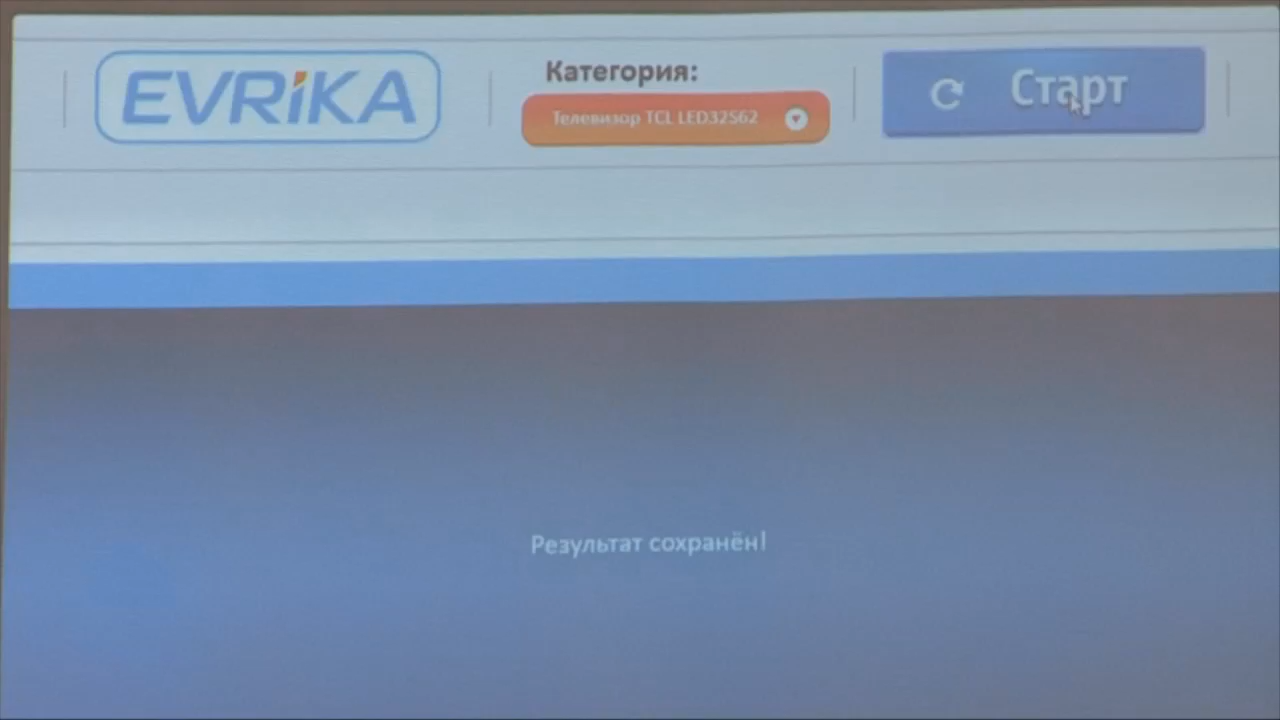 EVRIKA
Категория:
Телевизор TCL LED32S62
Старт
Результат сохранён!